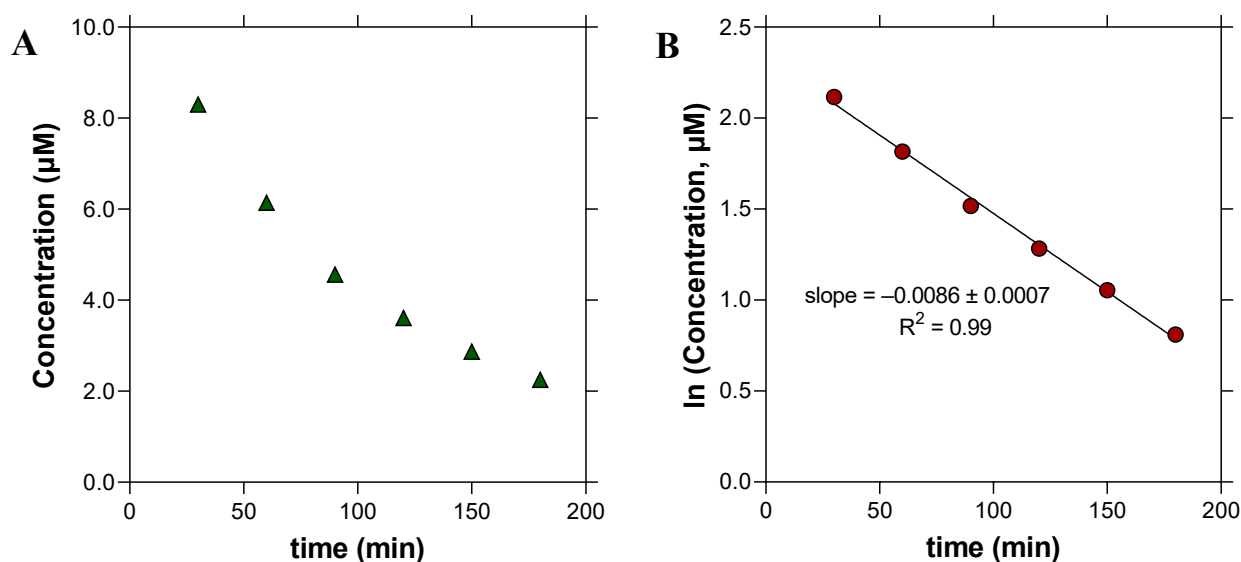 A
Concentration (µM)
10.0
8.0
6.0
4.0
2.0
0.0
0
50
100
150
200
time (min)
B
ln (Concentration, µM)
2.5
2.0
1.5
1.0
0.5
0.0
slope = –0.0086 ± 0.0007
R² = 0.99
0
50
100
150
200
time (min)